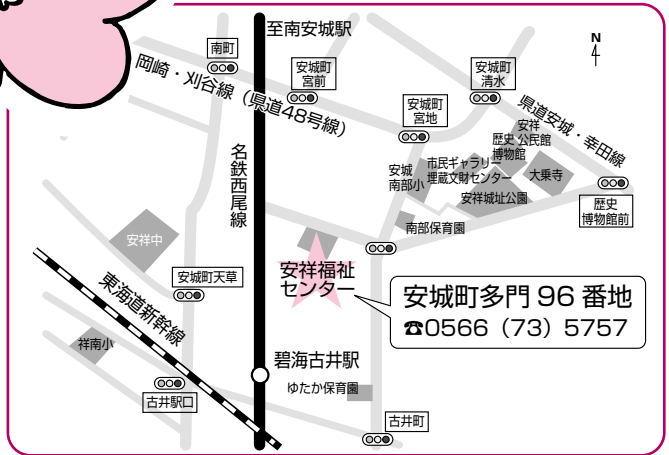 至南安城駅
N
南町
岡崎・刈谷線（県道48号線）
安城町
宮前
安城町
清水
安城町
宮地
県道安城・幸田線
安祥
公民館
歴史
博物館
市民ギャラリー
埋蔵文財センター
大乗寺
安城
南部小
安祥城址公園
歴史
博物館前
名鉄西尾線
南部保育園
安祥中
安祥福祉
センター
安城町天草
安城町多門 96 番地
☎0566（73）5757
東海道新幹線
祥南小
碧海古井駅
ゆたか保育園
古井駅口
古井町